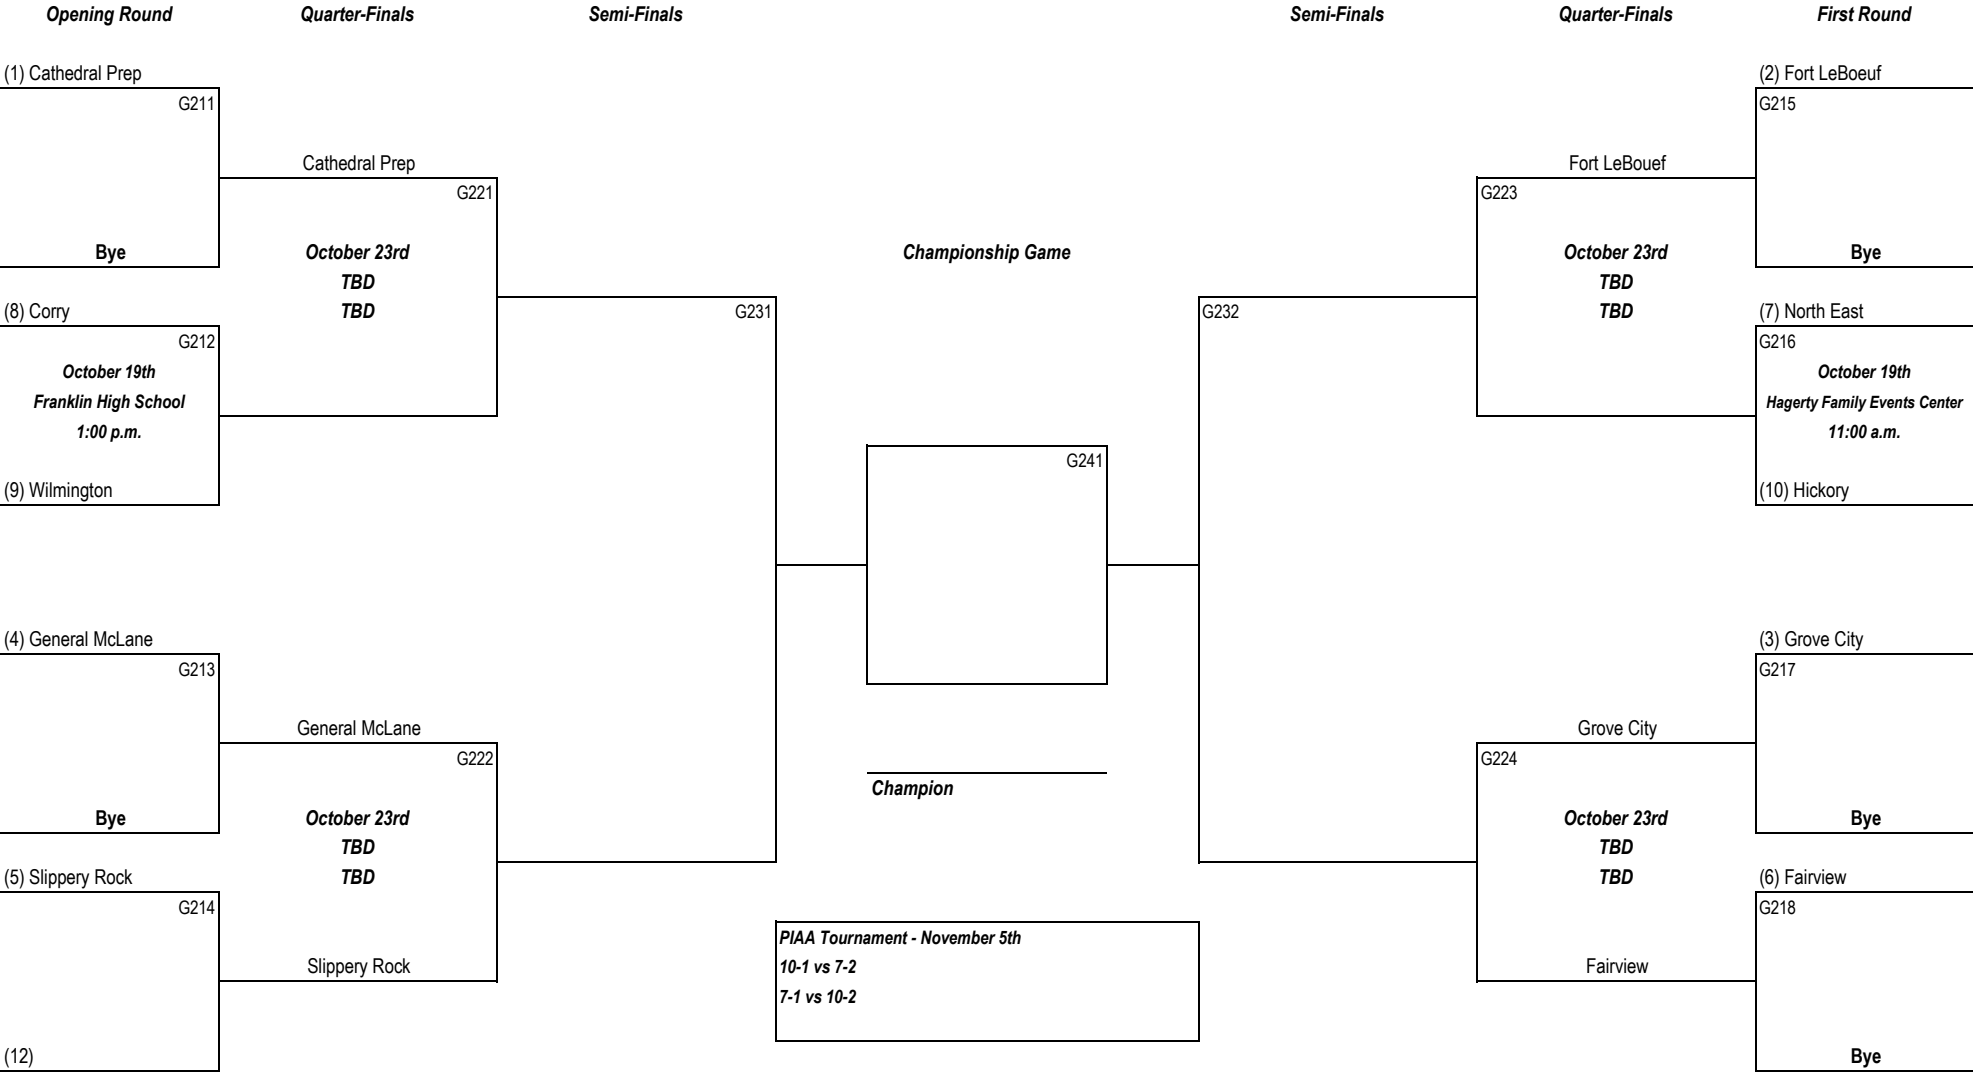 Opening Round
Quarter-Finals
Semi-Finals
Semi-Finals
Quarter-Finals
First Round
(1) Cathedral Prep
G211
Bye
(8) Corry
G212
October 19th
Franklin High School
1:00 p.m.
(9) Wilmington
(4) General McLane
G213
Bye
(5) Slippery Rock
G214
(12)
Cathedral Prep
G221
October 23rd
TBD
TBD
General McLane
G222
October 23rd
TBD
TBD
Slippery Rock
G231
Championship Game
G241
Champion
PIAA Tournament - November 5th
10-1 vs 7-2
7-1 vs 10-2
G232
Fort LeBouef
G223
October 23rd
TBD
TBD
Grove City
G224
October 23rd
TBD
TBD
Fairview
(2) Fort LeBoeuf
G215
Bye
(7) North East
G216
October 19th
Hagerty Family Events Center
11:00 a.m.
(10) Hickory
(3) Grove City
G217
Bye
(6) Fairview
G218
Bye